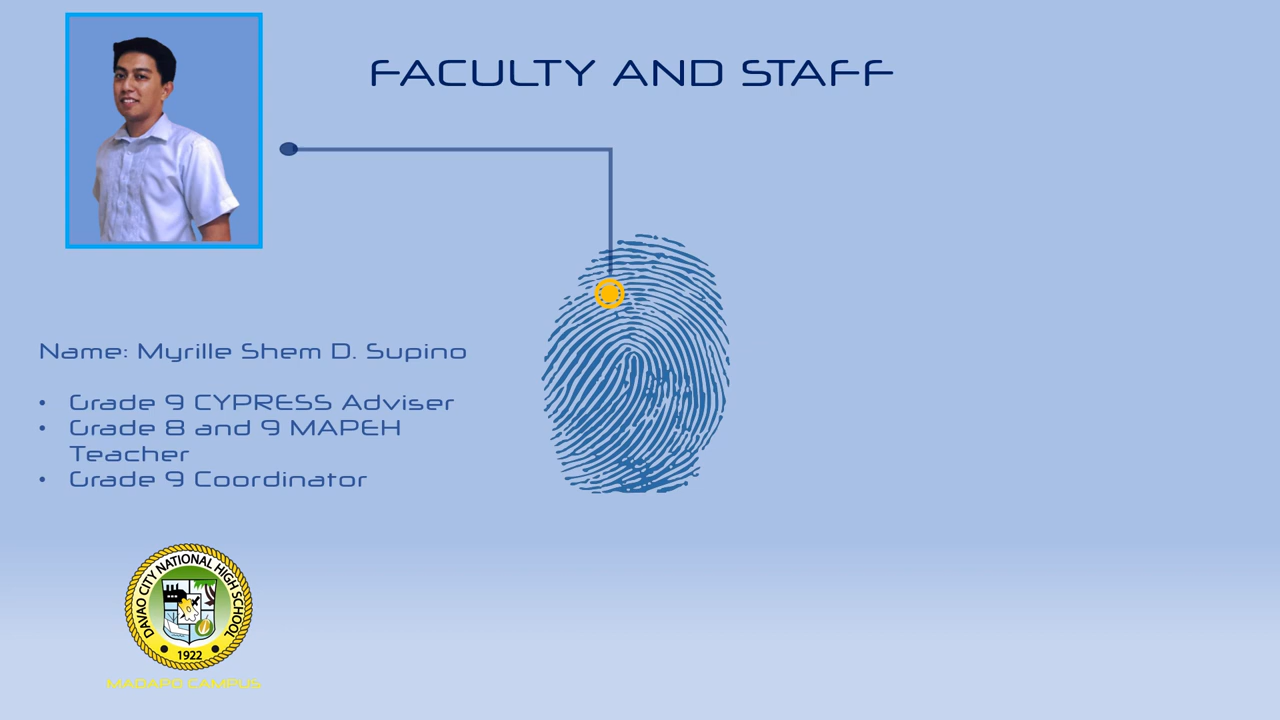 FACULTY AND STAFF
Name: Myrille Shem D. Supino
• Grade 9 CYPRESS Adviser
• Grade 8 and 9 MAPEH
Teacher
• Grade 9 Coordinator
DAVAO CITY NATIONAL HIGH SCHOOL
1922
MADAPO CAMPUS